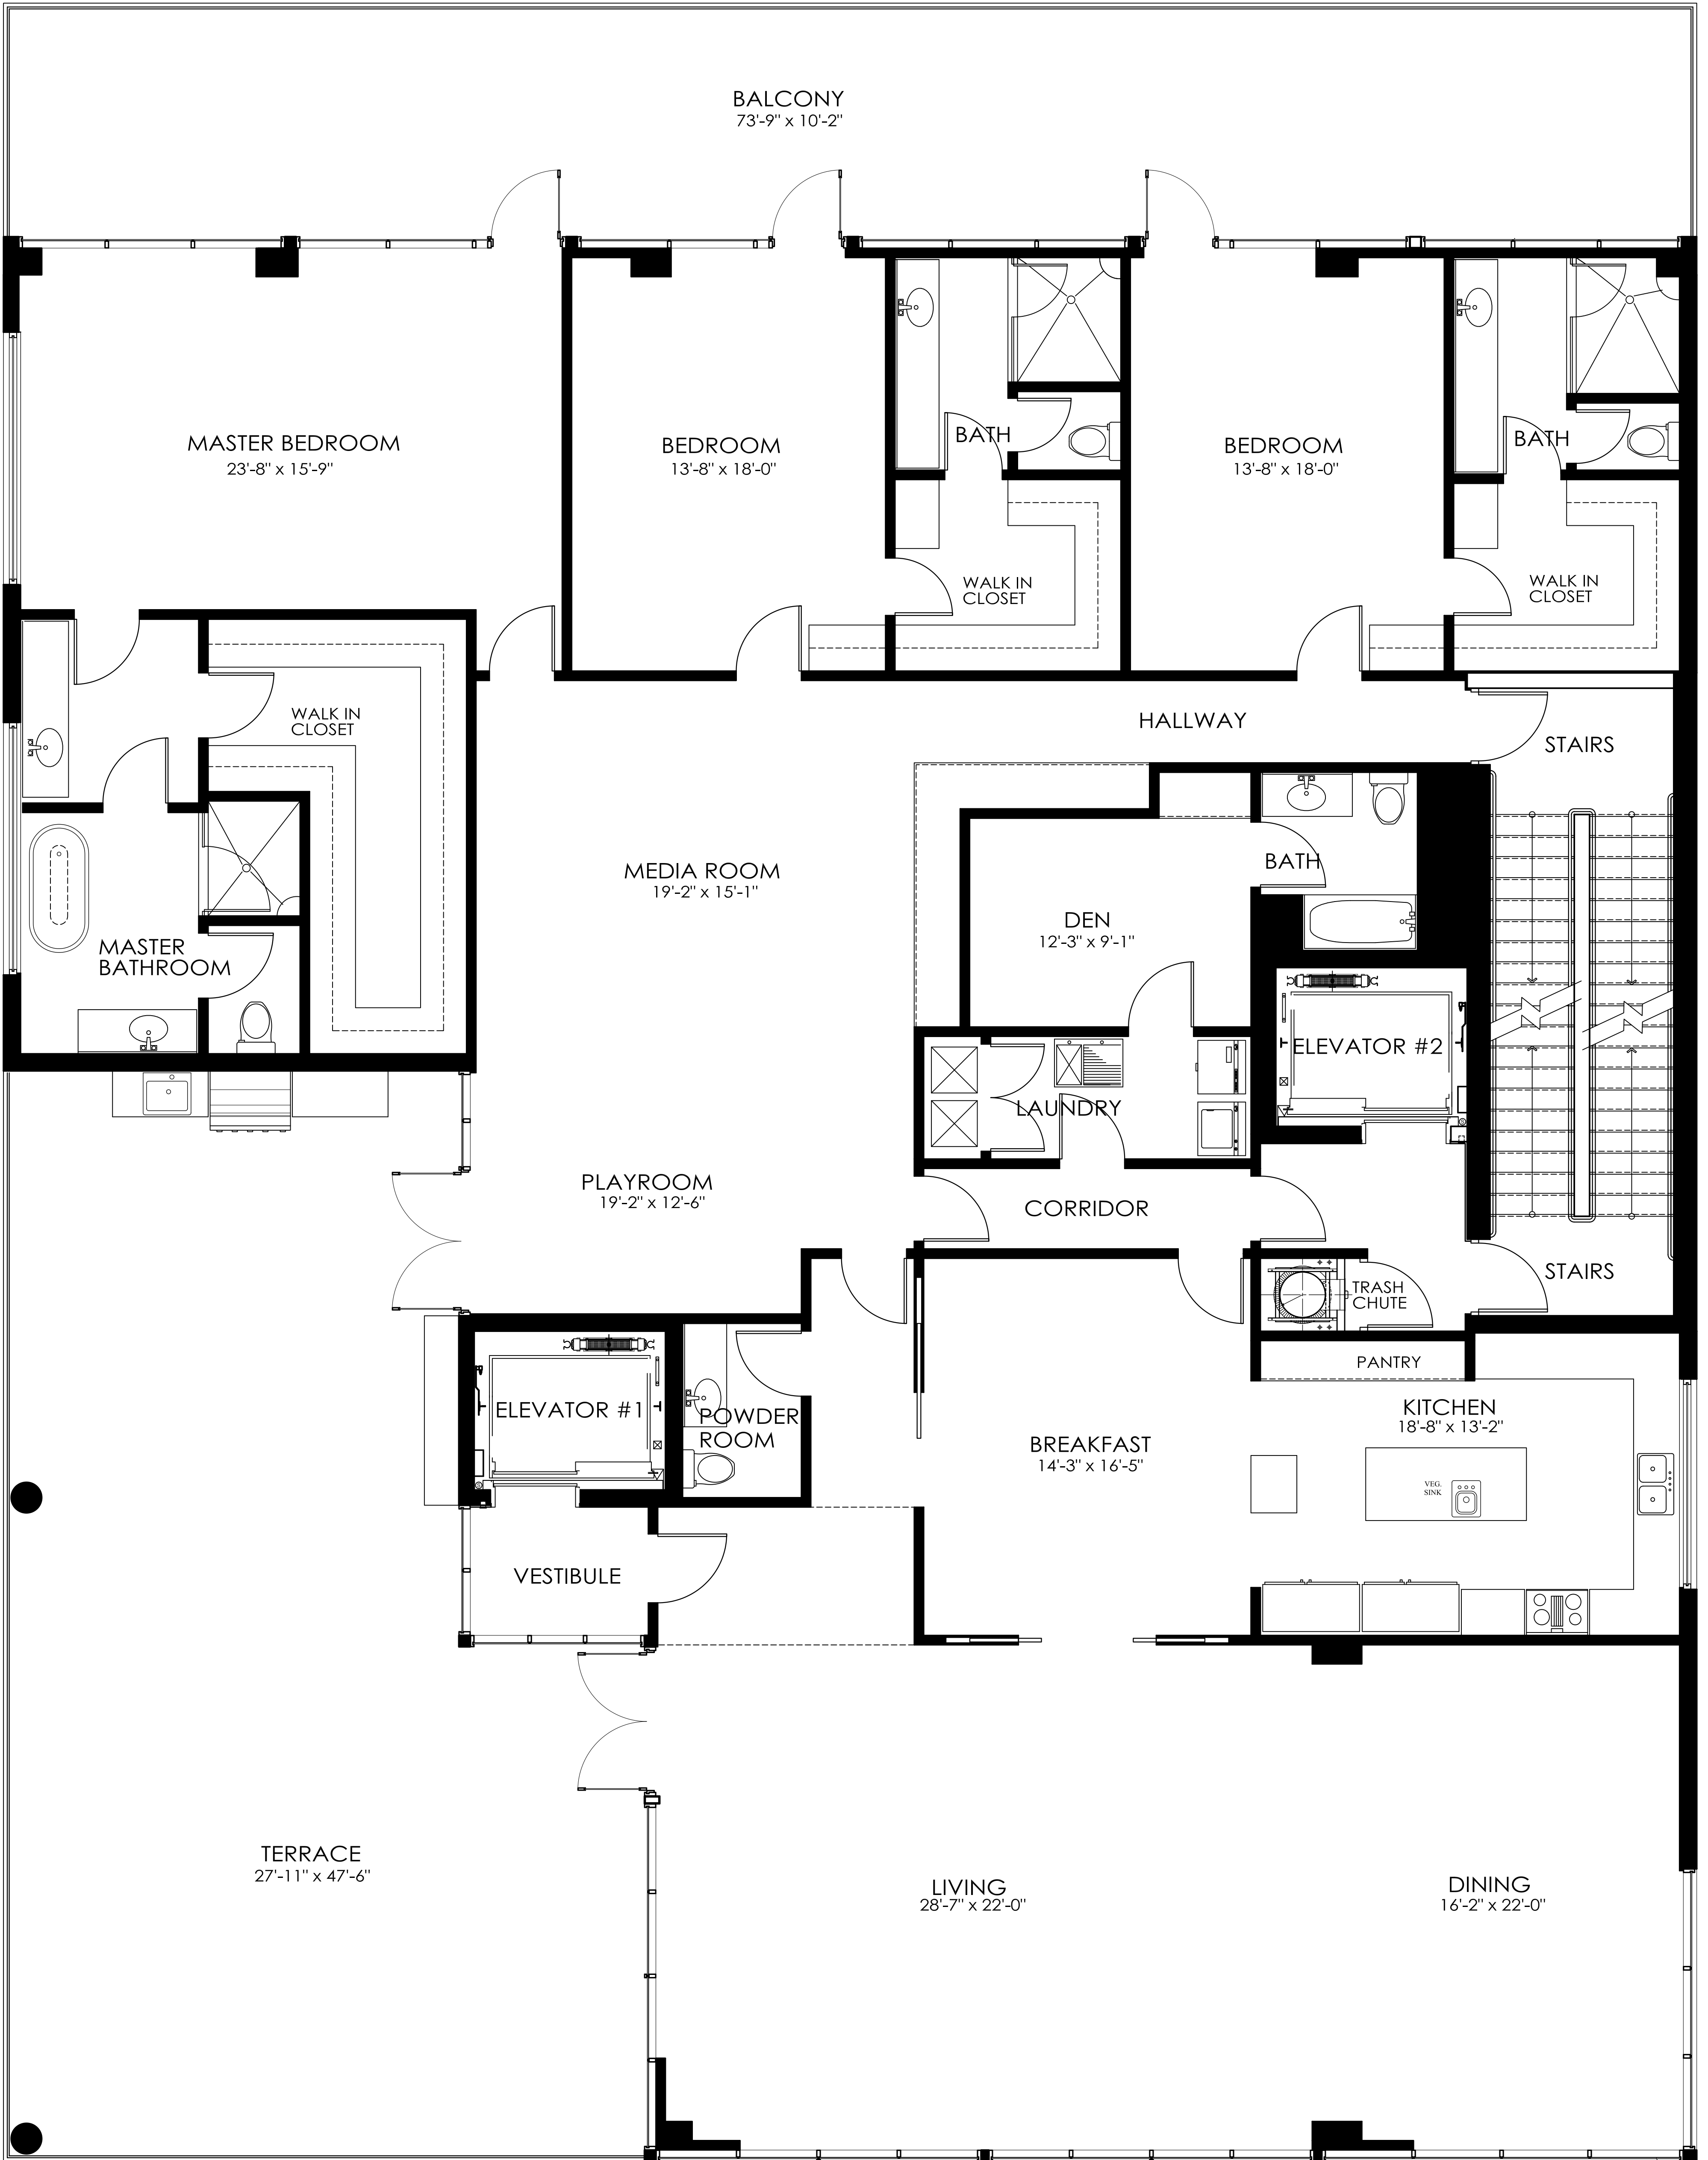 BALCONY
73'-9" x 10'-2"
MASTER BEDROOM
23'-8" x 15'-9"
BEDROOM
13'-8" x 18'-0"
BATH
BEDROOM
13'-8" x 18'-0"
BATH
WALK IN
CLOSET
WALK IN
CLOSET
WALK IN
CLOSET
HALLWAY
STAIRS
MEDIA ROOM
19'-2" x 15'-1"
BATH
DEN
12'-3" x 9'-1"
MASTER
BATHROOM
ELEVATOR #2
LAUNDRY
PLAYROOM
19'-2" x 12'-6"
CORRIDOR
STAIRS
TRASH
CHUTE
PANTRY
ELEVATOR #1
POWDER
ROOM
BREAKFAST
14'-3" x 16'-5"
KITCHEN
18'-8" x 13'-2"
VEG.
SINK
VESTIBULE
TERRACE
27'-11" x 47'-6"
LIVING
28'-7" x 22'-0"
DINING
16'-2" x 22'-0"